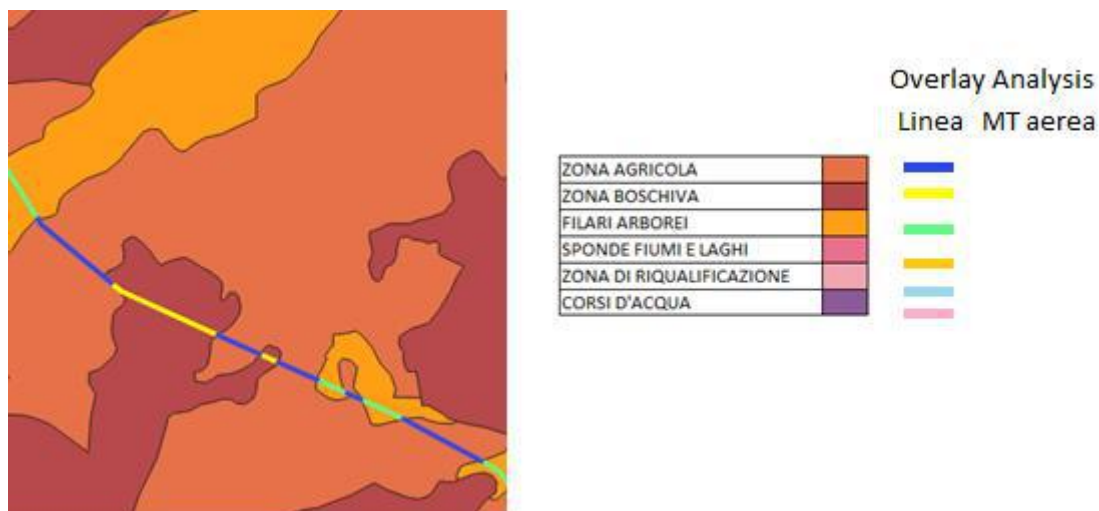 Overlay Analysis
Linea MT aerea
ZONA AGRICOLA
ZONA BOSCHIVA
FILARI ARBOREI
SPONDE FIUMI E LAGHI
ZONA DI RIQUALIFICAZIONE
CORSI D'ACQUA